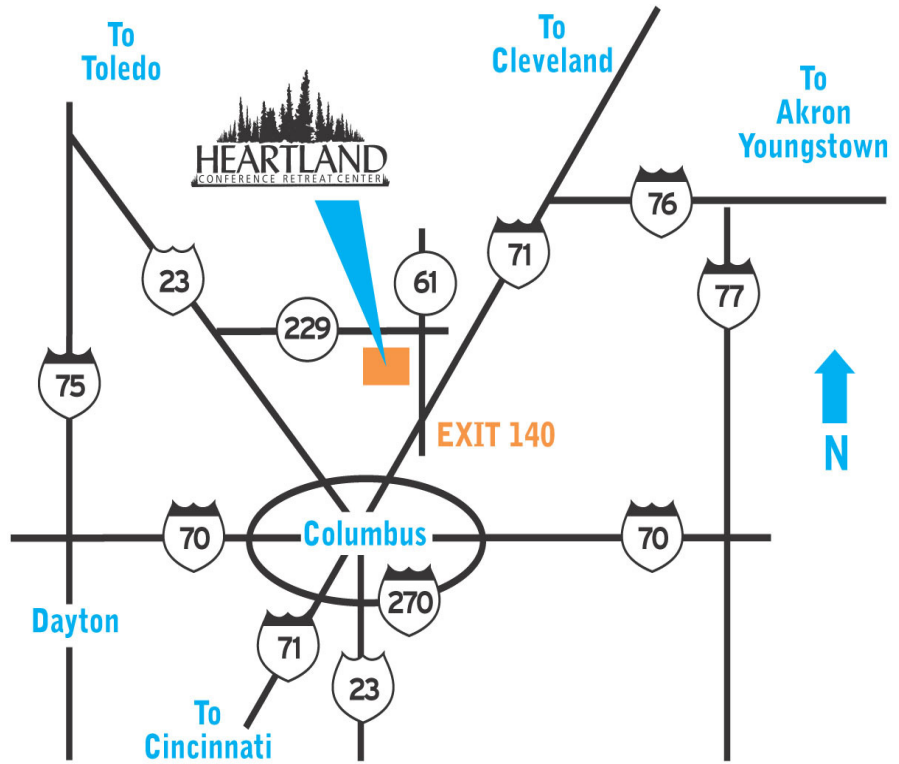 To
Toledo
To
Cleveland
To
Akron
Youngstown
HEARTLAND
CONFERENCE RETREAT CENTER
76
71
23
61
77
229
75
EXIT 140
N
Columbus
70
70
270
Dayton
71
23
To
Cincinnati